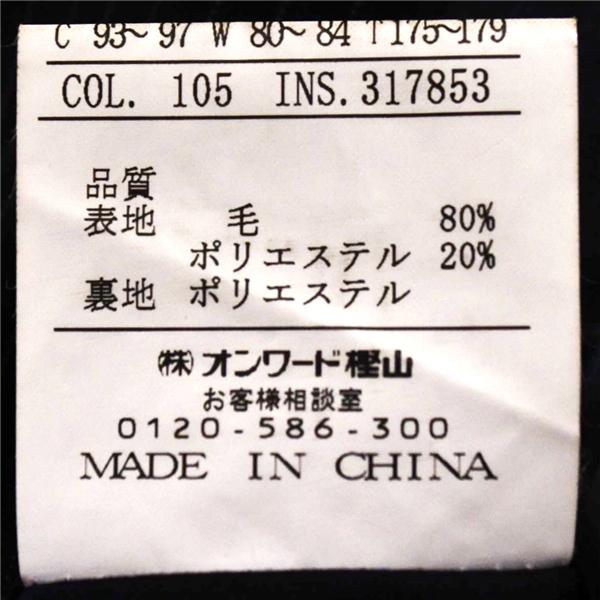 C 93~97 W 80~84 T175~179
COL. 105 INS.317853
品質
表地 毛 80%
ポリエステル 20%
裏地 ポリエステル
㈱オンワード樫山
お客様相談室
0120-586-300
MADE IN CHINA